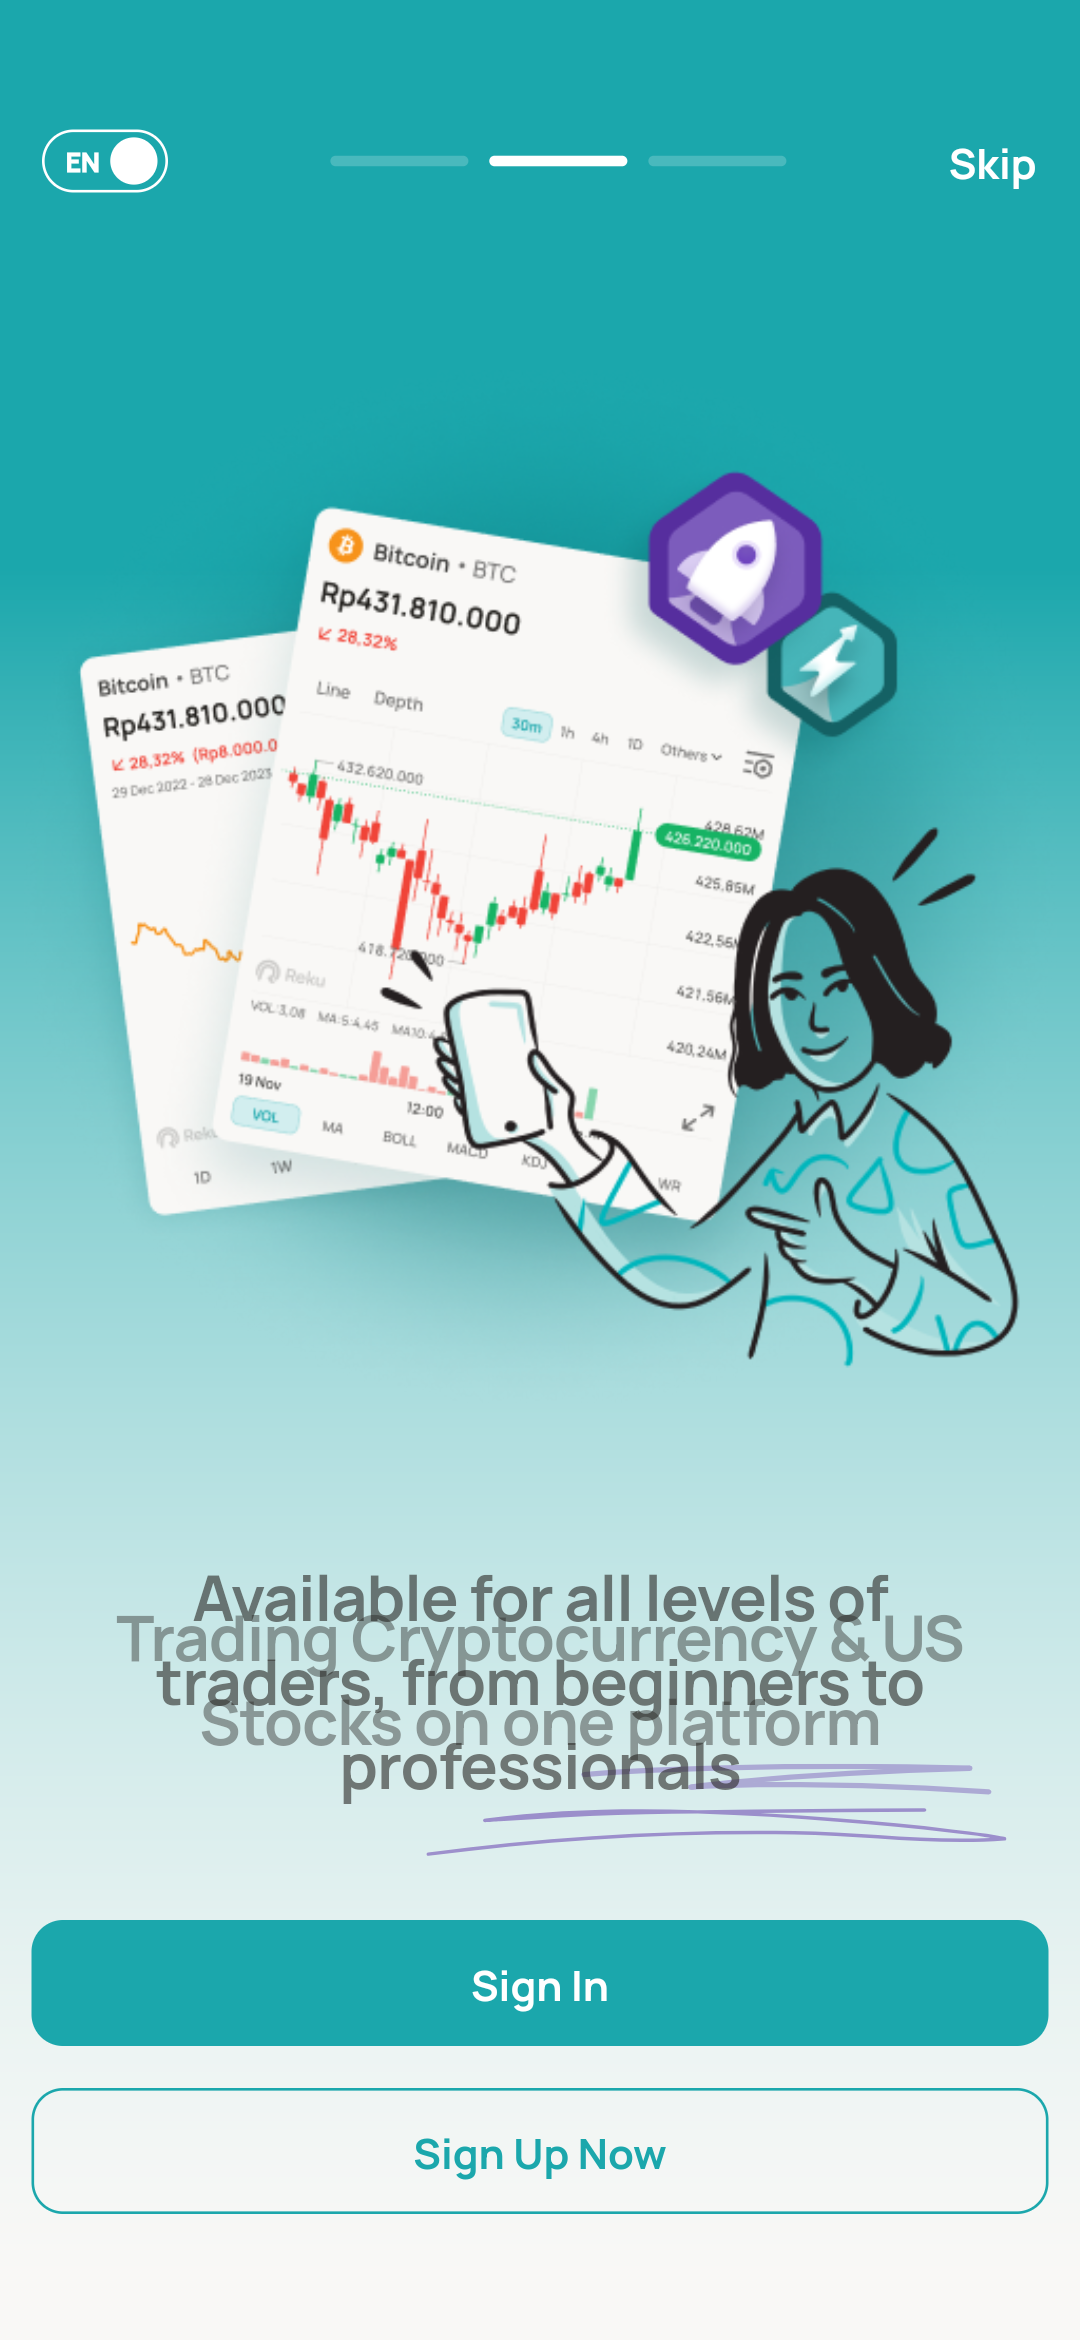 EN
Skip
Bitcoin • BTC
Rp431.810.000
28,32%
Line Depth
30m 1h 4h 1D Others
432.620.000
428,62M
426.220.000
425,85M
422,56M
421,56M
420,24M
Reku
VOL:3,08 MA:5:4,45
19 Nov
12:00
VOL MA BOLL MACD KDJ WR
Bitcoin • BTC
Rp431.810.000
28,32% (Rp8.000.0
29 Dec 2022 - 28 Dec 2023
1D 1W
Available for all levels of
traders, from beginners to
professionals
Trading Cryptocurrency & US
Stocks on one platform
Sign In
Sign Up Now